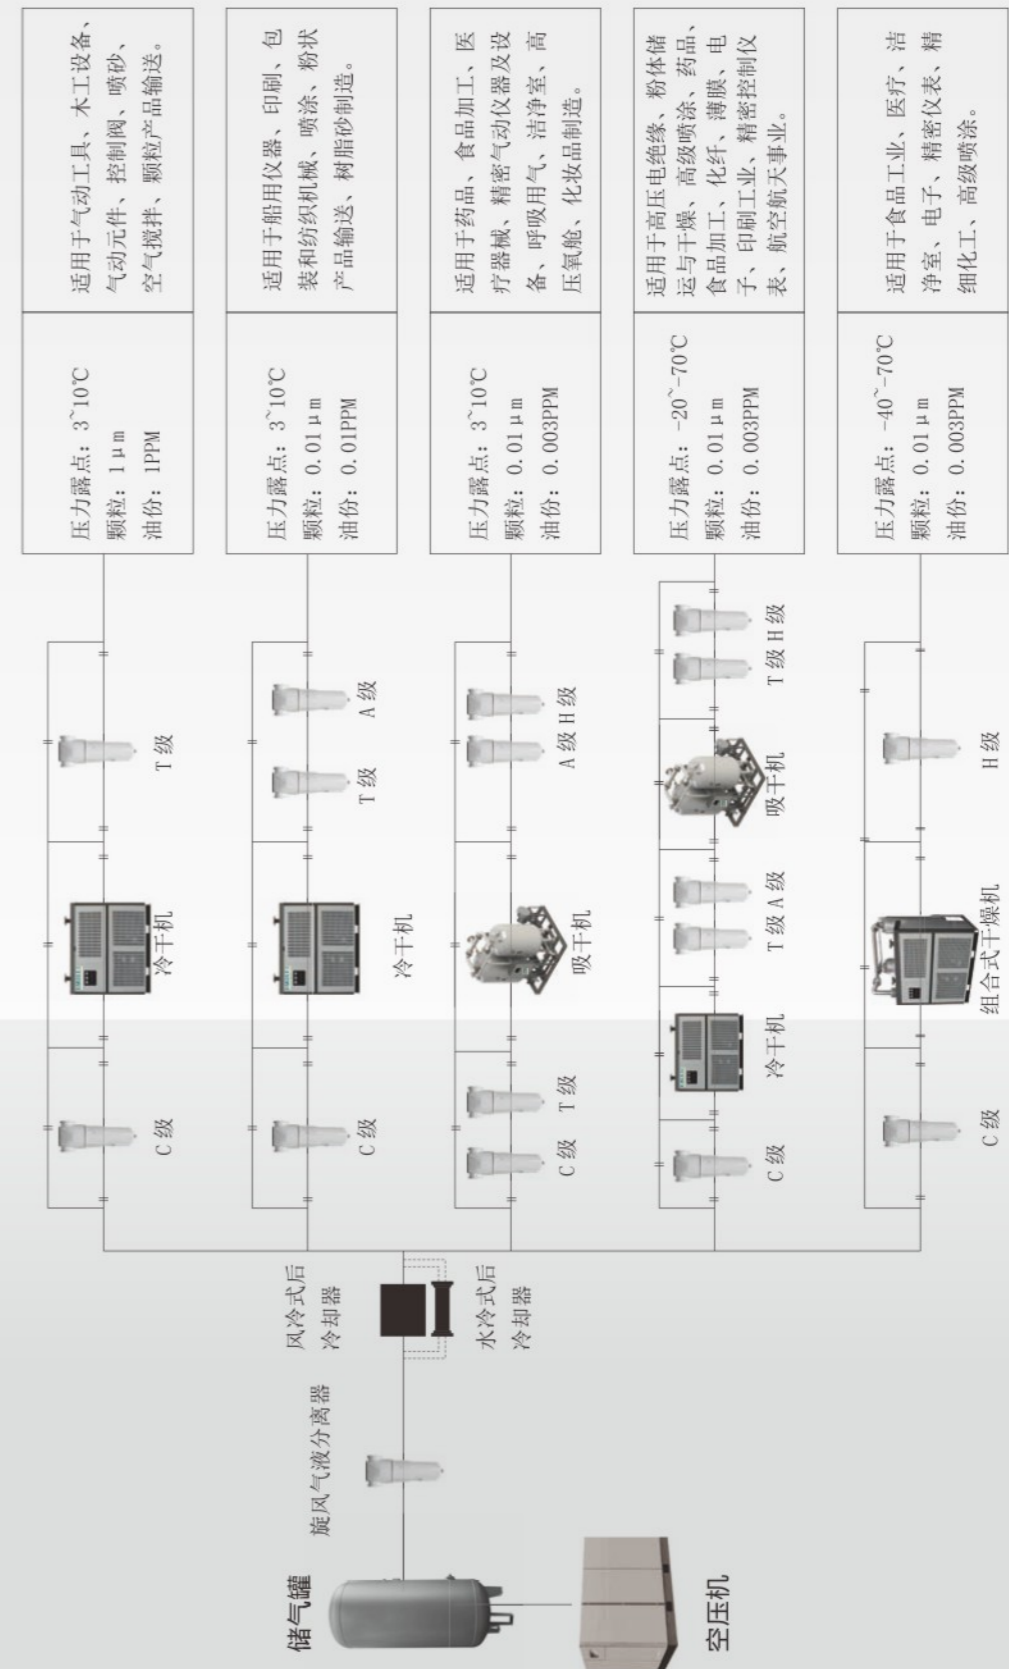 储气罐
空压机
旋风气液分离器
风冷式后
冷却器
水冷式后
冷却器
C 级
冷干机
T 级
压力露点：3~10℃
颗粒：1μm
油份：1PPM
适用于气动工具、木工设备、
气动元件、控制阀、喷砂、
空气搅拌、颗粒产品输送。
C 级
冷干机
T 级
A 级
压力露点：3~10℃
颗粒：0.01μm
油份：0.01PPM
适用于船用仪器、印刷、包
装和纺织机械、喷涂、粉状
产品输送、树脂砂制造。
C 级
T 级
吸干机
A 级
H 级
压力露点：3~10℃
颗粒：0.01μm
油份：0.003PPM
适用于药品、食品加工、医
疗器械、精密气动仪器及设
备、呼吸用气、洁净室、高
压氧舱、化妆品制造。
C 级
冷干机
T 级
A 级
吸干机
T 级
H 级
压力露点：-20~-70℃
颗粒：0.01μm
油份：0.003PPM
适用于高压电绝缘、粉体储
运与干燥、高级喷涂、药品、
食品加工、化纤、薄膜、电
子、印刷工业、精密控制仪
表、航空航天事业。
C 级
组合式干燥机
H级
压力露点：-40~-70℃
颗粒：0.01μm
油份：0.003PPM
适用于食品工业、医疗、洁
净室、电子、精密仪表、精
细化工、高级喷涂。